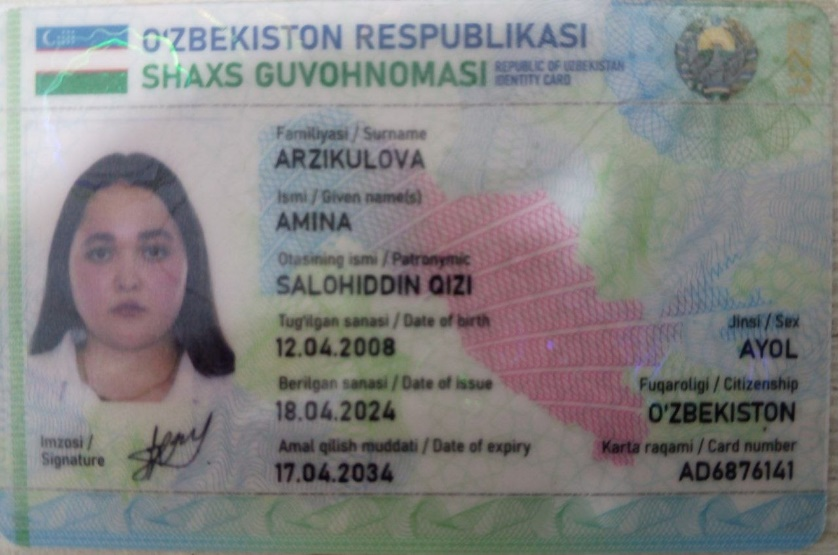 O'ZBEKISTON RESPUBLIKASI
SHAXS GUVOHNOMASI REPUBLIC OF UZBEKISTAN IDENTITY CARD
Familiyasi / Surname
ARZIKULOVA
Ismi / Given name(s)
AMINA
Otasining ismi / Patronymic
SALOHIDDIN QIZI
Tug'ilgan sanasi / Date of birth
12.04.2008
Jinsi / Sex
AYOL
Berilgan sanasi / Date of issue
18.04.2024
Fuqaroligi / Citizenship
O'ZBEKISTON
Imzosi /
Signature
Amal qilish muddati / Date of expiry
17.04.2034
Karta raqami / Card number
AD6876141